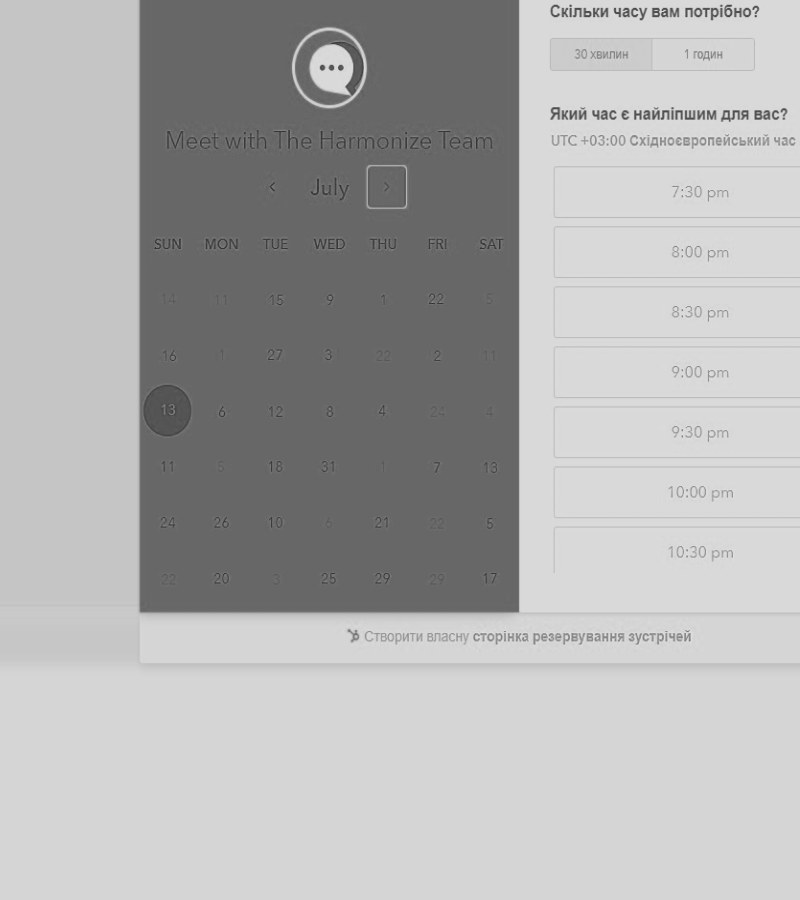 Meet with The Harmonize Team
July
SUN MON TUE WED THU FRI SAT
14 11 15 9 1 22 5
16 1 27 3 22 2 11
13 6 12 8 4 24 4
11 5 18 31 1 7 13
24 26 10 6 21 22 5
22 20 3 25 29 29 17
Скільки часу вам потрібно?
30 хвилин 1 годин
Який час є найліпшим для вас?
UTC +03:00 Східноєвропейський час
7:30 pm
8:00 pm
8:30 pm
9:00 pm
9:30 pm
10:00 pm
10:30 pm
Створити власну сторінка резервування зустрічей